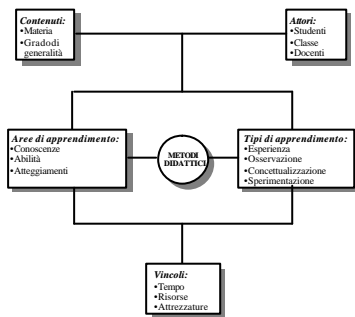 Contenuti:
•Materia
•Gradodi
generalità
Attori:
•Studenti
•Classe
•Docenti
Aree di apprendimento:
•Conoscenze
•Abilità
•Atteggiamenti
METODI
DIDATTICI
Tipi di apprendimento:
•Esperienza
•Osservazione
•Concettualizzazione
•Sperimentazione
Vincoli:
•Tempo
•Risorse
•Attrezzature